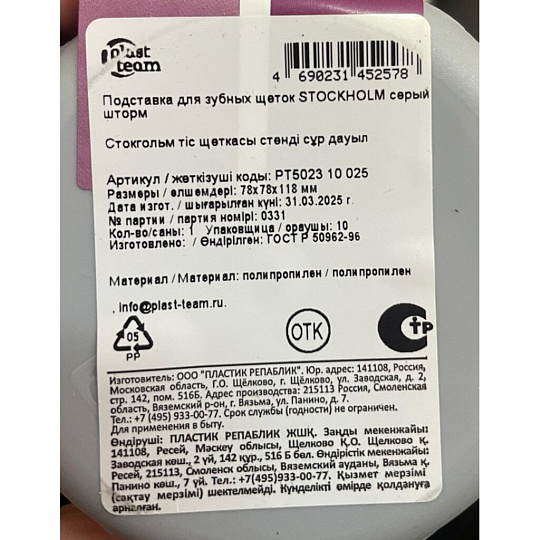 plast
team
4 690231 452578
Подставка для зубных щеток STOCKHOLM серый
шторм
Стокгольм тіс щеткасы стенді сұр дауыл
Артикул / жөткізуші коды: PT5023 10 025
Размеры / өлшемдері: 78х78х118 мм
Дата изгот. / шығарылған күні: 31.03.2025 г.
№ партии / партия номірі: 0331
Кол-во/саны: 1 Упаковщица / ораушы: 10
Изготовлено: / Өндірілген: ГОСТ Р 50962-96
Материал / Материал: полипропилен / полипропилен
. info@plast-team.ru.
05
PP
ОТК
Изготовитель: ООО "ПЛАСТИК РЕПАБЛИК". Юр. адрес: 141108, Россия,
Московская область, Г.О. Щёлково, г. Щёлково, ул. Заводская, д. 2,
стр. 142, пом. 516Б. Адрес производства: 215113 Россия, Смоленская
область, Вяземский р-он, г. Вязьма, ул. Панино, д. 7.
Тел.: +7 (495) 933-00-77. Срок службы (годности) не ограничен.
Для применения в быту.
Өндіруші: ПЛАСТИК РЕПАБЛИК ЖШҚ. Заңды мекенжайы:
141108, Ресей, Мәскеу облысы, Щелково Қ.О. Щелково қ.
Заводская көш., 2 үй, 142 құр., 516 Б бөл. Өндірістік мекенжайы:
Ресей, 215113, Смоленск облысы, Вяземский ауданы, Вязьма қ.
Панино көш., 7 үй. Тел.: +7(495)933-00-77. Қызмет мерзімі
(сақтау мерзімі) шектелмейді. Күнделікті өмірде қолдануға
арналған.